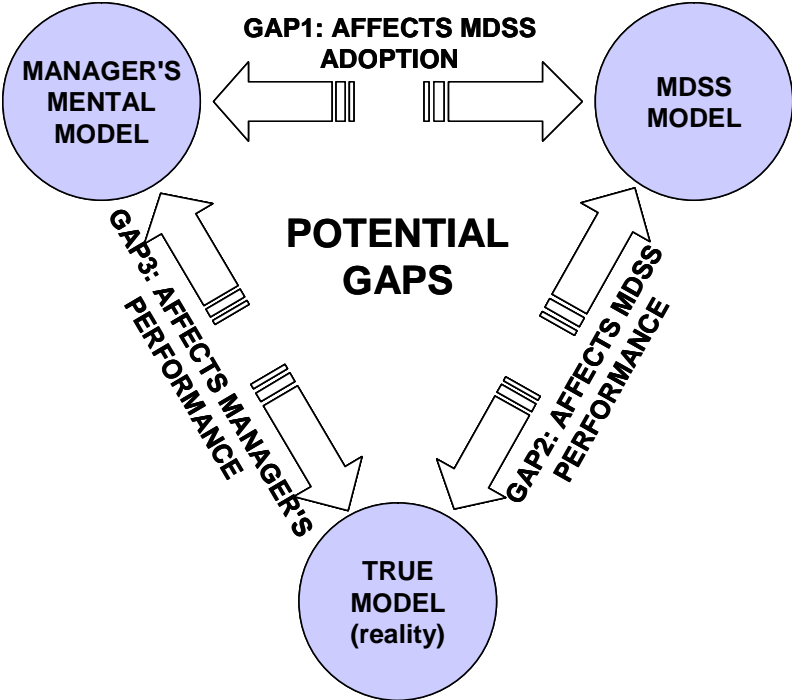 GAP1: AFFECTS MDSS
ADOPTION
MANAGER'S
MENTAL
MODEL
MDSS
MODEL
POTENTIAL
GAPS
GAP3: AFFECTS MANAGER'S
PERFORMANCE
GAP2: AFFECTS MDSS
PERFORMANCE
TRUE
MODEL
(reality)